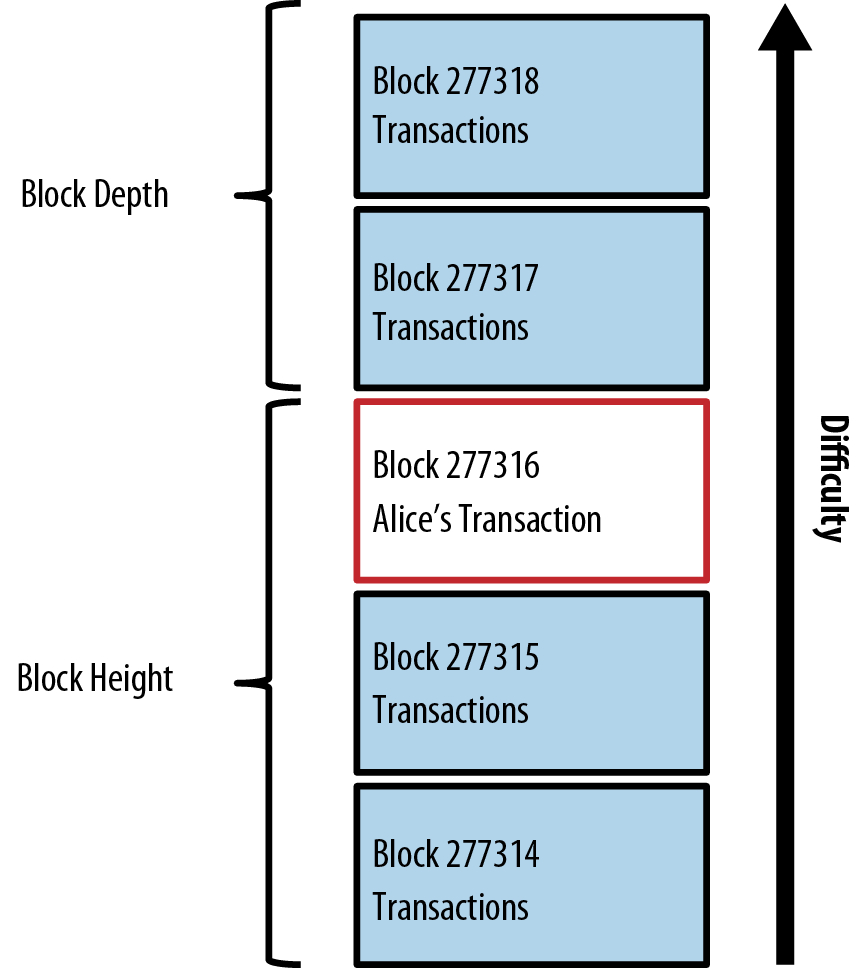 Block 277318
Transactions
Block Depth
Block 277317
Transactions
Block 277316
Alice’s Transaction
Difficulty
Block 277315
Transactions
Block Height
Block 277314
Transactions